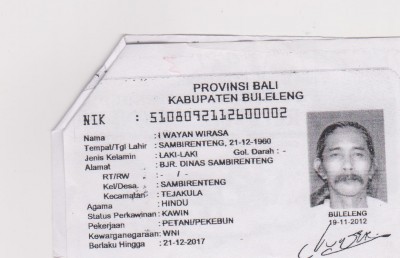 PROVINSI BALI
KABUPATEN BULELENG
NIK : 5108092112600002
Nama : I WAYAN WIRASA
Tempat/Tgl Lahir : SAMBIRENTENG, 21-12-1960
Jenis Kelamin : LAKI-LAKI Gol. Darah : -
Alamat : BJR. DINAS SAMBIRENTENG
RT/RW : - / -
Kel/Desa : SAMBIRENTENG
Kecamatan : TEJAKULA
Agama : HINDU
Status Perkawinan : KAWIN
Pekerjaan : PETANI/PEKEBUN
Kewarganegaraan : WNI
Berlaku Hingga : 21-12-2017
BULELENG
19-11-2012